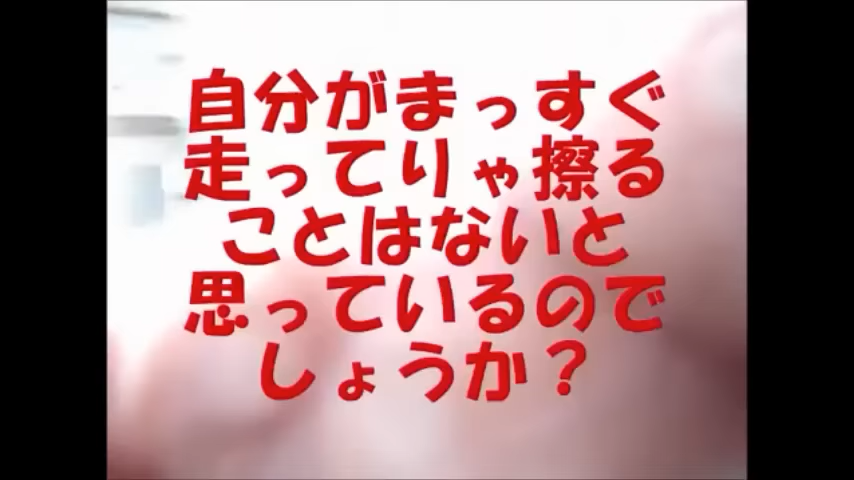 自分がまっすぐ
走ってりゃ擦る
ことはないと
思っているので
しょうか？